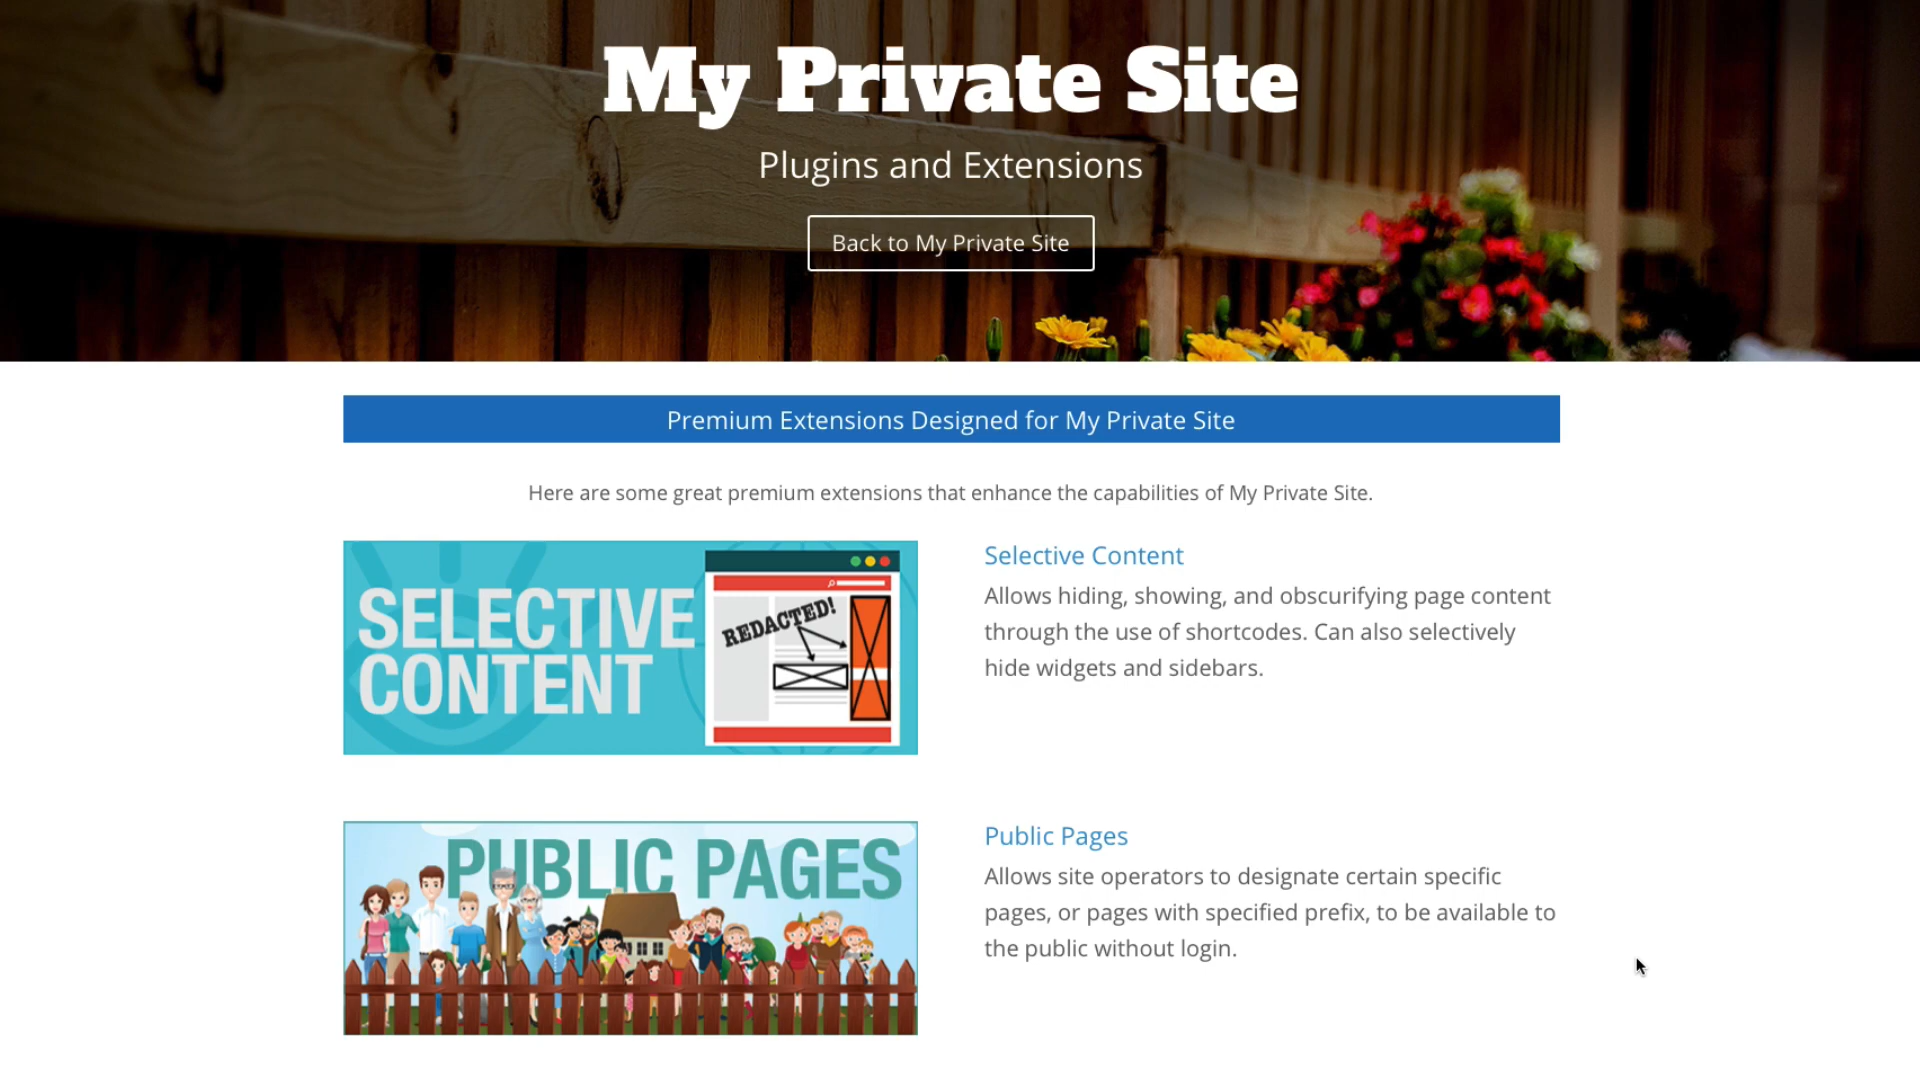 My Private Site
Plugins and Extensions
Back to My Private Site
Premium Extensions Designed for My Private Site
Here are some great premium extensions that enhance the capabilities of My Private Site.
SELECTIVE
CONTENT
REDACTED!
Selective Content
Allows hiding, showing, and obscurifying page content
through the use of shortcodes. Can also selectively
hide widgets and sidebars.
PUBLIC PAGES
Public Pages
Allows site operators to designate certain specific
pages, or pages with specified prefix, to be available to
the public without login.